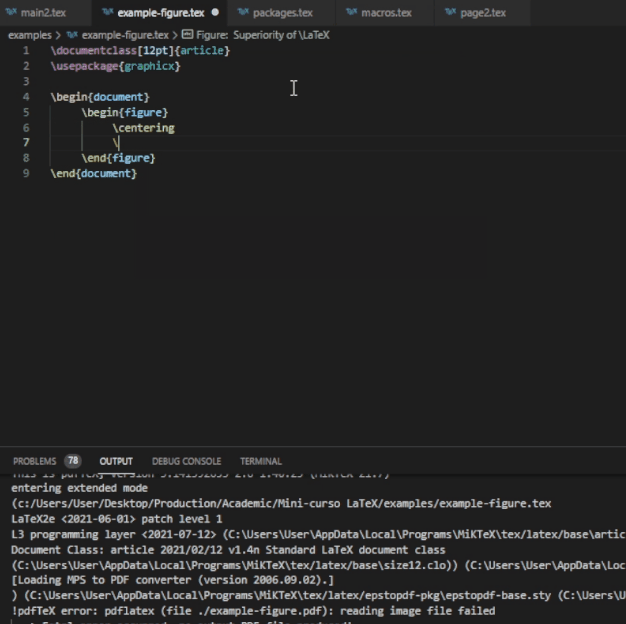 main2.tex example-figure.tex packages.tex macros.tex page2.tex
examples > example-figure.tex > Figure: Superiority of \LaTeX
1 \documentclass[12pt]{article}
2 \usepackage{graphicx}
3
4 \begin{document}
5 \begin{figure}
6 \centering
7 \
8 \end{figure}
9 \end{document}
PROBLEMS 78 OUTPUT DEBUG CONSOLE TERMINAL
entering extended mode
(c:/Users/User/Desktop/Production/Academic/Mini-curso LaTeX/examples/example-figure.tex
LaTeX2e <2021-06-01> patch level 1
L3 programming layer <2021-07-12> (C:\Users\User\AppData\Local\Programs\MiKTeX\tex/latex/base\artic
Document Class: article 2021/02/12 v1.4n Standard LaTeX document class
(C:\Users\User\AppData\Local\Programs\MiKTeX\tex/latex/base\size12.clo)) (C:\Users\User\AppData\Loc
[Loading MPS to PDF converter (version 2006.09.02).]
) (C:\Users\User\AppData\Local\Programs\MiKTeX\tex/latex/epstopdf-pkg\epstopdf-base.sty (C:\Users\U
!pdfTeX error: pdflatex (file ./example-figure.pdf): reading image file failed